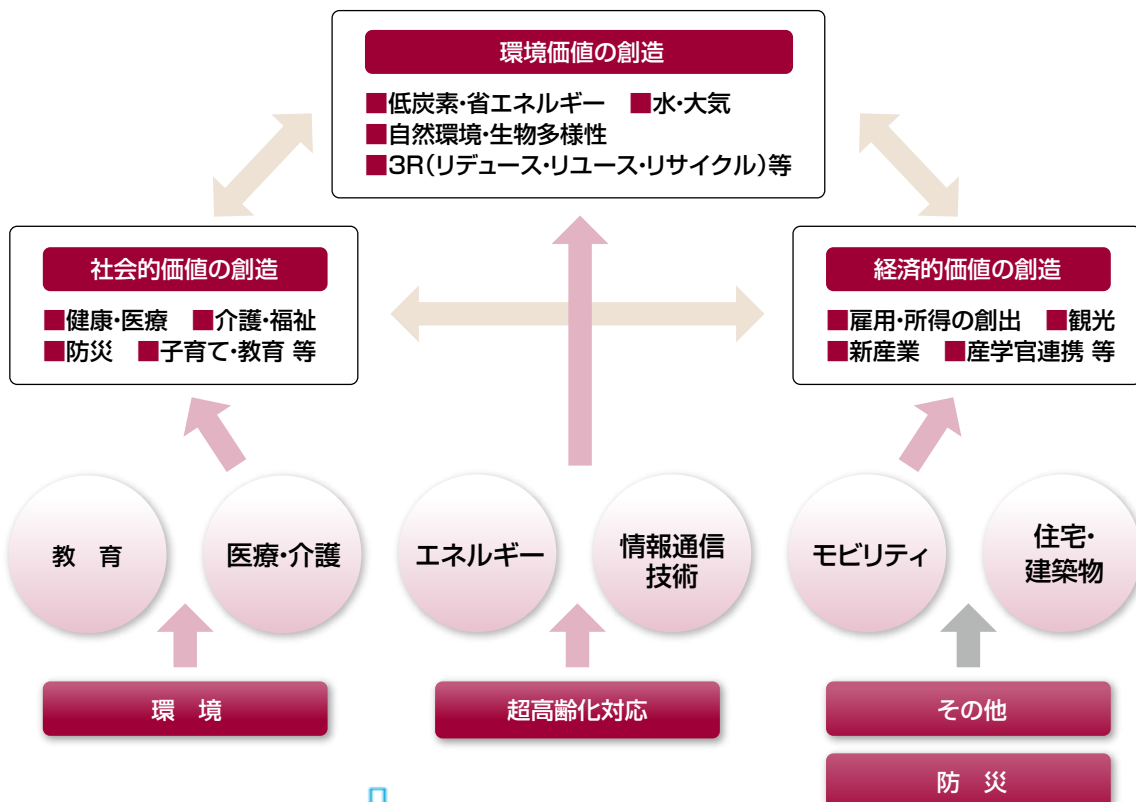 環境価値の創造
■低炭素・省エネルギー ■水・大気
■自然環境・生物多様性
■3R(リデュース・リユース・リサイクル)等
社会的価値の創造
■健康・医療 ■介護・福祉
■防災 ■子育て・教育 等
経済的価値の創造
■雇用・所得の創出 ■観光
■新産業 ■産学官連携 等
教 育
医療・介護
エネルギー
情報通信
技術
モビリティ
住宅・
建築物
環 境
超高齢化対応
その他
防 災